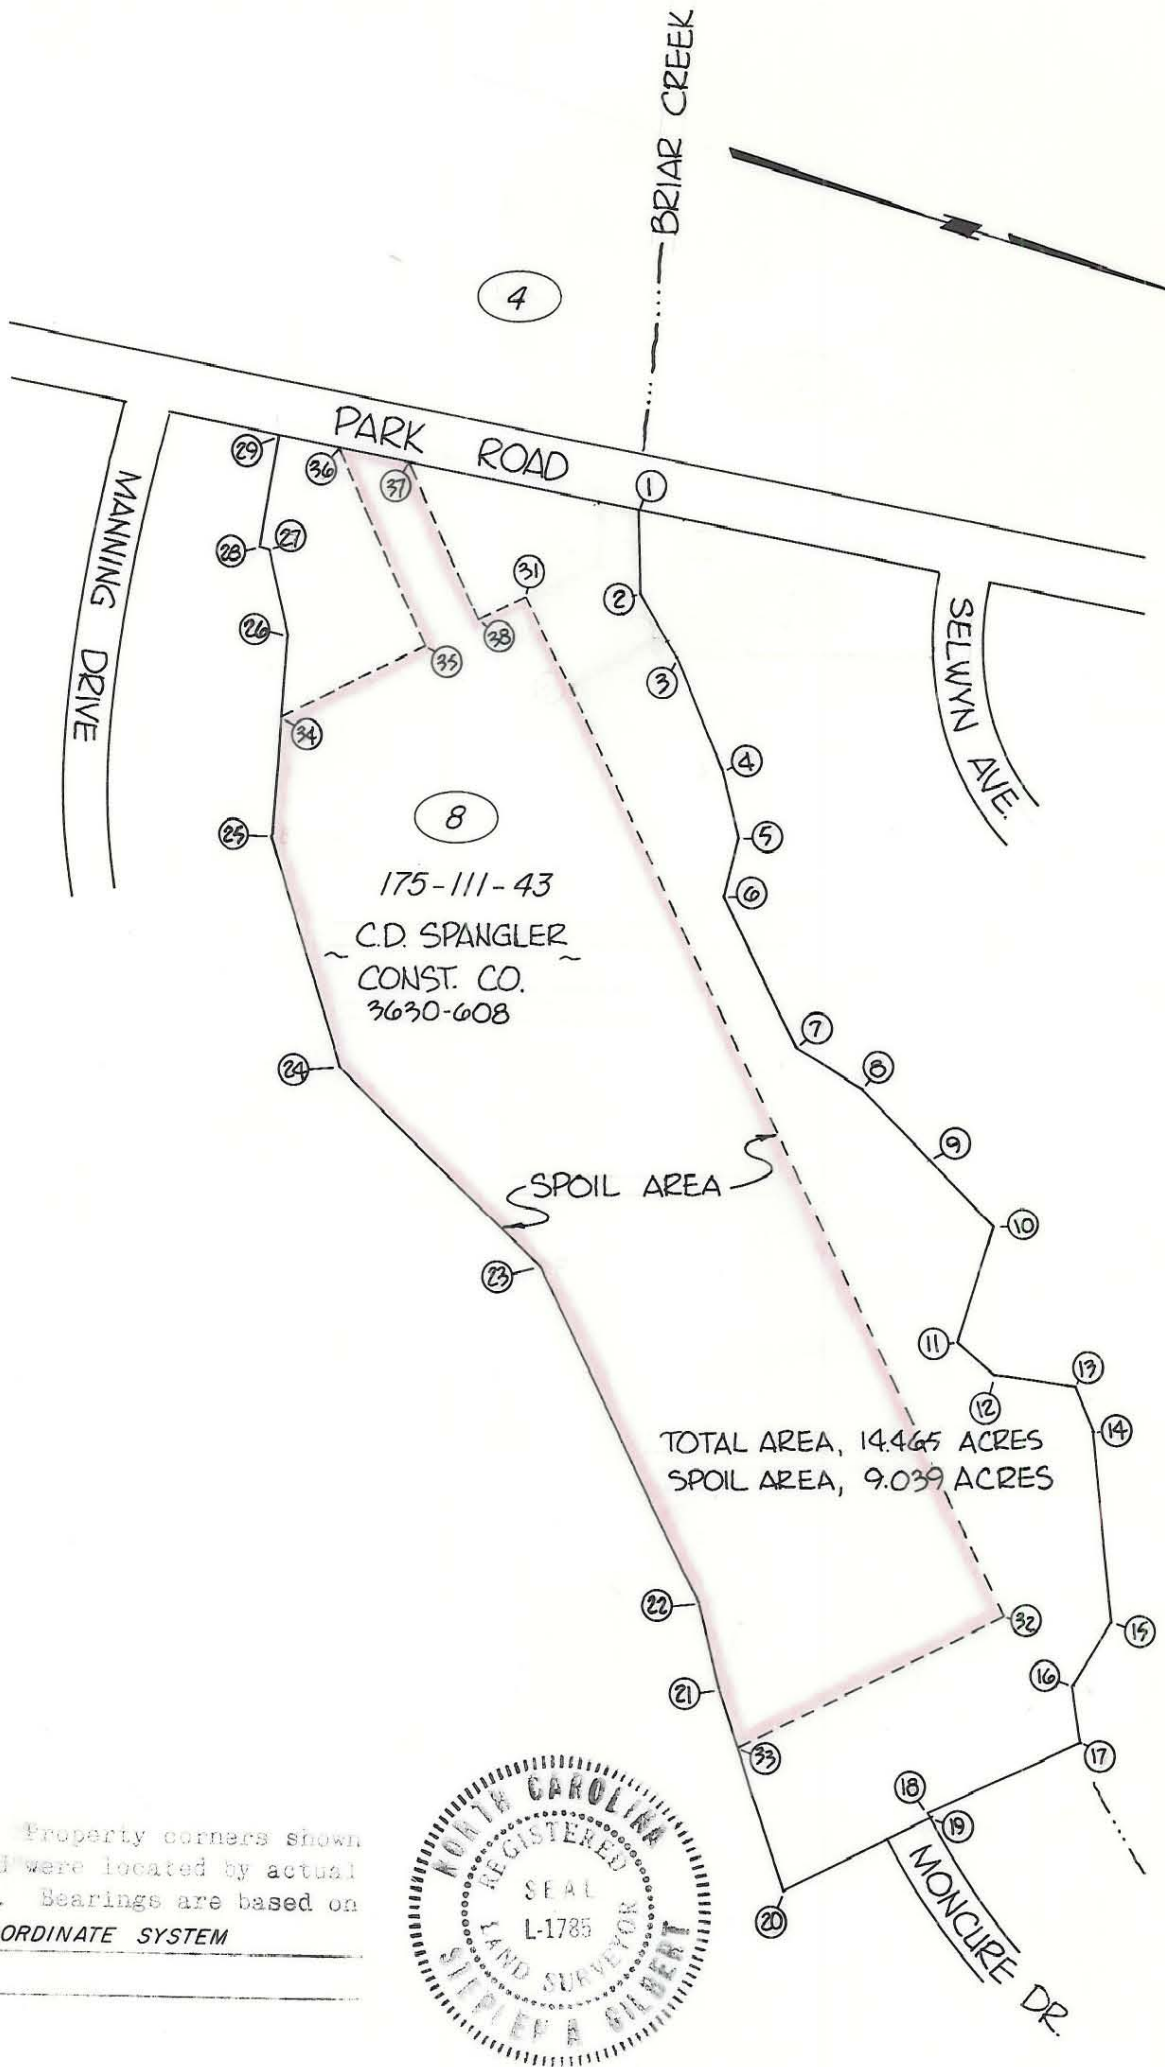 BRIAR CREEK
4
PARK ROAD
MANNING DRIVE
SELWYN AVE.
29
36
37
1
28
27
31
2
26
38
35
3
34
4
8
25
5
6
175-111-43
~ C.D. SPANGLER ~
CONST. CO.
3630-608
7
24
8
9
SPOIL AREA
10
23
11
13
12
14
TOTAL AREA, 14.465 ACRES
SPOIL AREA, 9.039 ACRES
22
32
15
21
16
33
17
18
19
20
MONCURE DR.
Property corners shown
were located by actual
Bearings are based on
ORDINATE SYSTEM
NORTH CAROLINA
REGISTERED
SEAL
L-1785
LAND SURVEYOR
STEPHEN A GILBERT